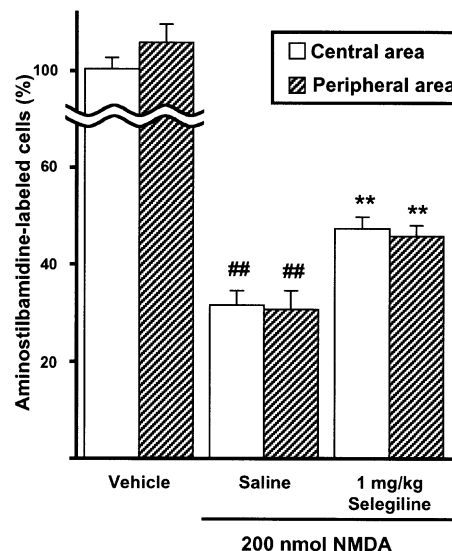 Aminostilbamidine-labeled cells (%)
100
60
40
20
Central area
Peripheral area
##
##
**
**
Vehicle
Saline
1 mg/kg
Selegiline
200 nmol NMDA